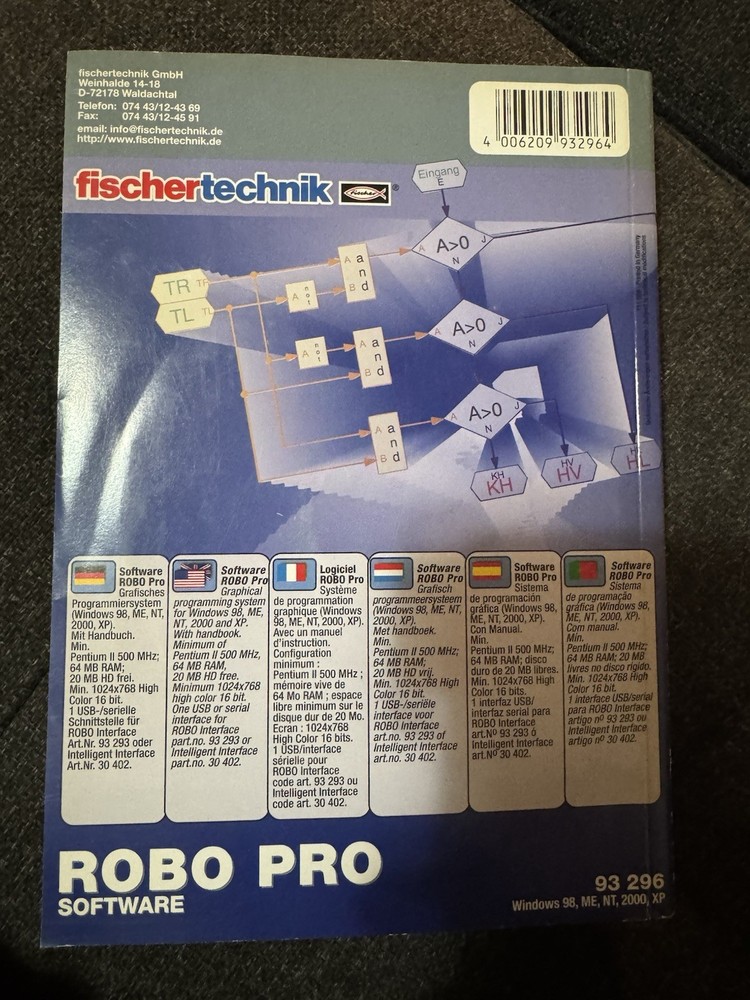 fischertechnik GmbH
Weinhalde 14-18
D-72178 Waldachtal
Telefon: 074 43/12-43 69
Fax: 074 43/12-45 91
email: info@fischertechnik.de
http://www.fischertechnik.de
4 006209 932964
fischertechnik fischer ®
Eingang
E
A A>0 J
N
TR TR
TL TL
A not
A and B
A A>0
N
A not
A and B
A A>0 J
N
A and B
KH
KH
HV
HV
HL
Software
ROBO Pro
Grafisches
Programmiersystem
(Windows 98, ME, NT,
2000, XP).
Mit Handbuch.
Min.
Pentium II 500 MHz;
64 MB RAM;
20 MB HD frei.
Min. 1024x768 High
Color 16 bit.
1 USB-/serielle
Schnittstelle für
ROBO Interface
Art.Nr. 93 293 oder
Intelligent Interface
Art.Nr. 30 402.
Software
ROBO Pro
Graphical
programming system
for Windows 98, ME,
NT, 2000 and XP.
With handbook.
Minimum of
Pentium II 500 MHz,
64 MB RAM,
20 MB HD free.
Minimum 1024x768
high color 16 bit.
One USB or serial
interface for
ROBO Interface
part.no. 93 293 or
Intelligent Interface
part.no. 30 402.
Logiciel
ROBO Pro
Système
de programmation
graphique (Windows
98, ME, NT, 2000, XP).
Avec un manuel
d'instruction.
Configuration
minimum :
Pentium II 500 MHz ;
mémoire vive de
64 Mo RAM ; espace
libre minimum sur le
disque dur de 20 Mo.
Ecran : 1024x768
High Color 16 bits.
1 USB/interface
sérielle pour
ROBO Interface
code art. 93 293 ou
Intelligent Interface
code art. 30 402.
Software
ROBO Pro
Grafisch
programmeersysteem
(Windows 98, ME, NT,
2000, XP).
Met handboek.
Min.
Pentium II 500 MHz;
64 MB RAM;
20 MB HD vrij.
Min. 1024x768 High
Color 16 bit.
1 USB-/seriële
interface voor
ROBO Interface
art.no. 93 293 of
Intelligent Interface
art.no. 30 402.
Software
ROBO Pro
Sistema
de programación
gráfica (Windows 98,
ME, NT, 2000, XP).
Con Manual.
Min.
Pentium II 500 MHz;
64 MB RAM; disco
duro de 20 MB libres.
Min. 1024x768 High
Color 16 bits.
1 interfaz USB/
interfaz serial para
ROBO Interface
art.Nº 93 293 ó
Intelligent Interface
art.Nº 30 402.
Software
ROBO Pro
Sistema
de programação
gráfica (Windows 98,
ME, NT, 2000, XP).
Com manual.
Min.
Pentium II 500 MHz;
64 MB RAM; 20 MB
livres no disco rígido.
Min. 1024x768 High
Color 16 bits.
1 interface USB/serial
para ROBO Interface
artigo nº 93 293 ou
Intelligent Interface
artigo nº 30 402.
ROBO PRO
SOFTWARE
93 296
Windows 98, ME, NT, 2000, XP